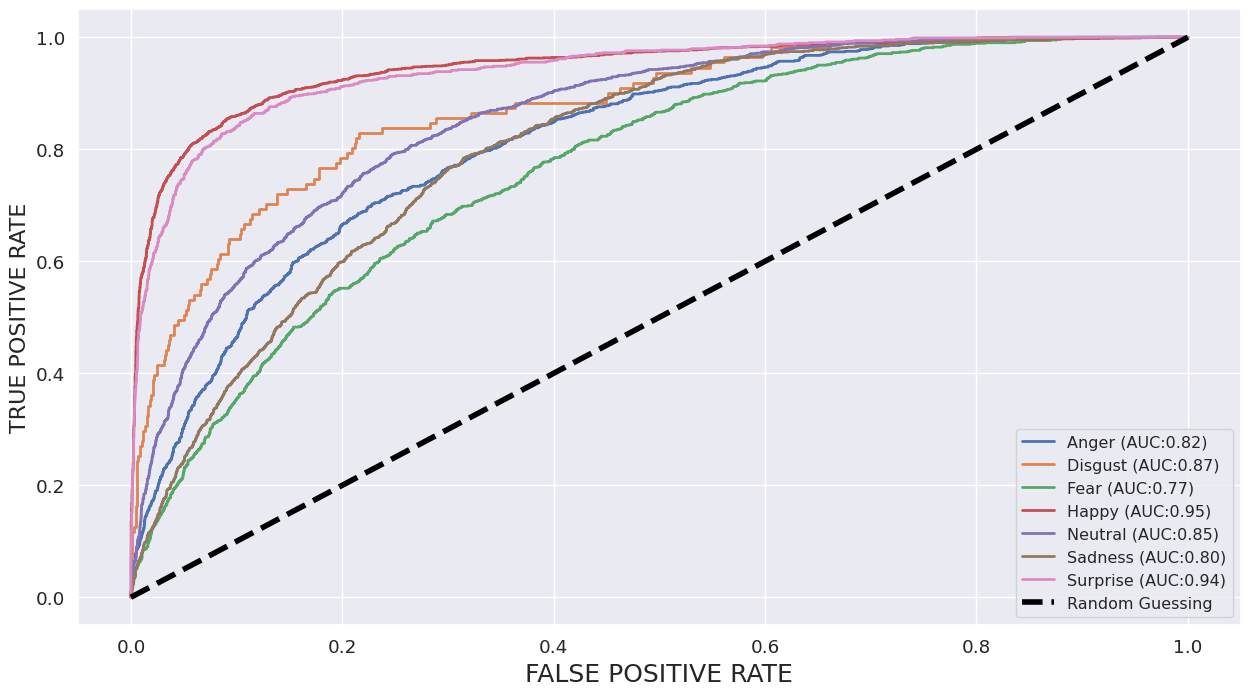 1.0
0.8
0.6
0.4
0.2
0.0
TRUE POSITIVE RATE
Anger (AUC:0.82)
Disgust (AUC:0.87)
Fear (AUC:0.77)
Happy (AUC:0.95)
Neutral (AUC:0.85)
Sadness (AUC:0.80)
Surprise (AUC:0.94)
Random Guessing
0.0 0.2 0.4 0.6 0.8 1.0
FALSE POSITIVE RATE